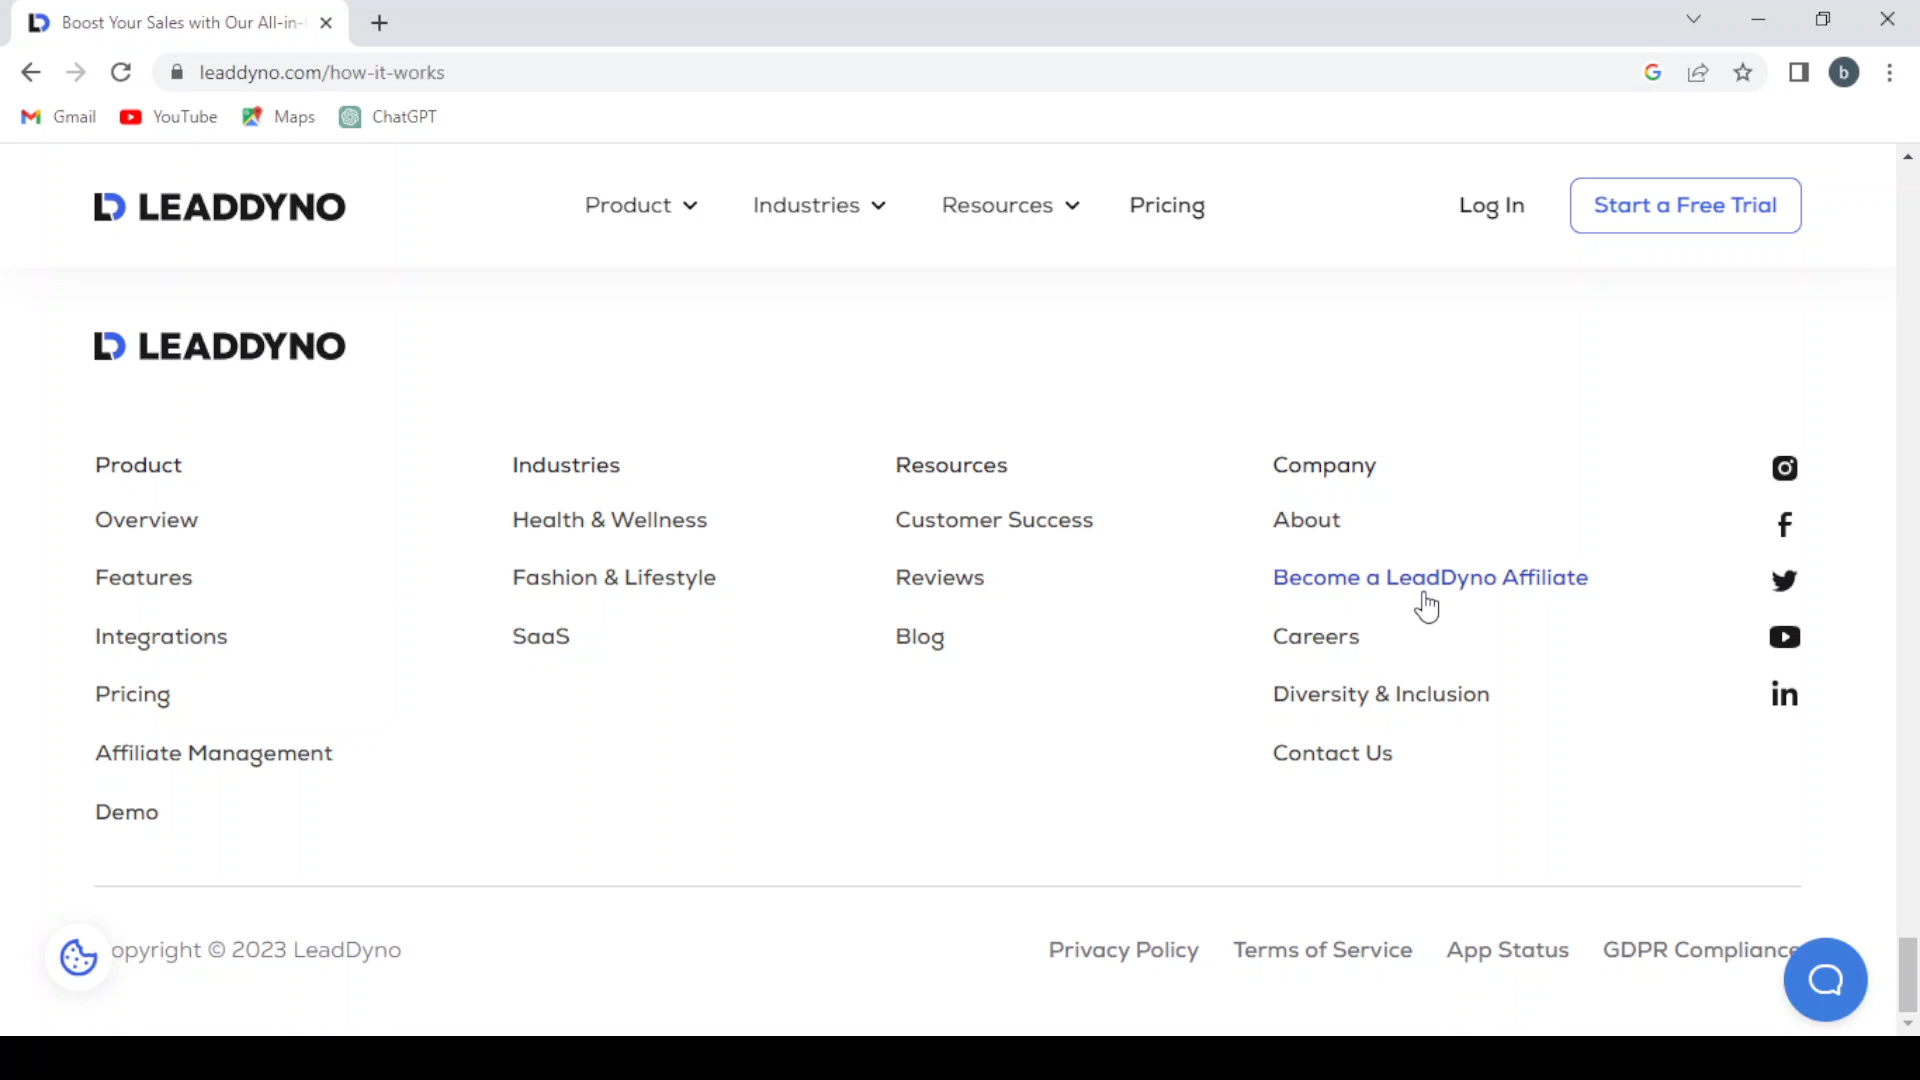 Boost Your Sales with Our All-in-
leaddyno.com/how-it-works
b
Gmail YouTube Maps ChatGPT
LEADDYNO Product Industries Resources Pricing Log In Start a Free Trial
LEADDYNO
Product Industries Resources Company
Overview Health & Wellness Customer Success About
Features Fashion & Lifestyle Reviews Become a LeadDyno Affiliate
Integrations SaaS Blog Careers
Pricing Diversity & Inclusion
Affiliate Management Contact Us
Demo
opyright © 2023 LeadDyno Privacy Policy Terms of Service App Status GDPR Compliance